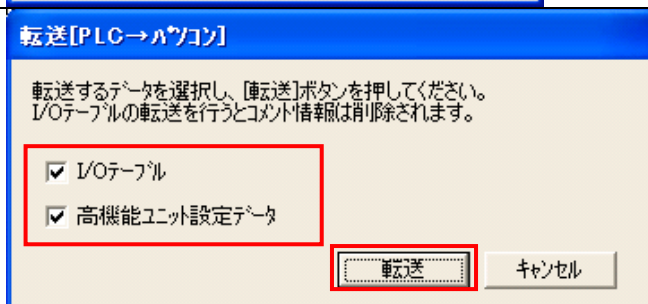 転送[PLC→ﾊﾟｿｺﾝ]
転送するﾃﾞｰﾀを選択し、[転送]ﾎﾞﾀﾝを押してください。
I/Oﾃｰﾌﾞﾙの転送を行うとｺﾒﾝﾄ情報は削除されます。
I/Oﾃｰﾌﾞﾙ
高機能ﾕﾆｯﾄ設定ﾃﾞｰﾀ
転送
ｷｬﾝｾﾙ